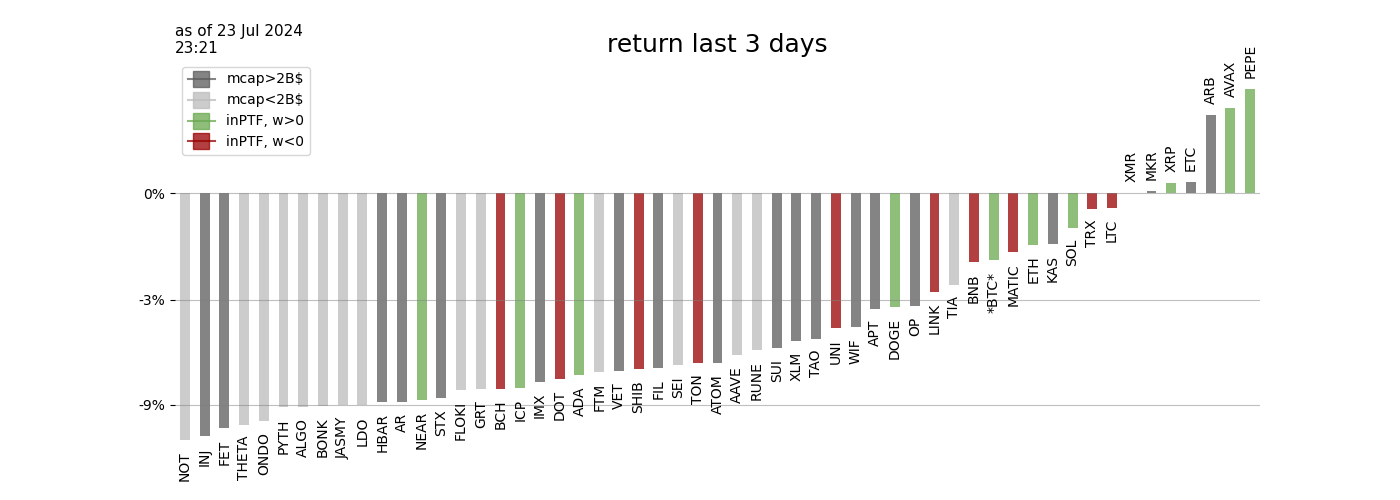 as of 23 Jul 2024
23:21
return last 3 days
mcap>2B$
mcap<2B$
inPTF, w>0
inPTF, w<0
0%
-3%
-9%
NOT
INJ
FET
THETA
ONDO
PYTH
ALGO
BONK
JASMY
LDO
HBAR
AR
NEAR
STX
FLOKI
GRT
BCH
ICP
IMX
DOT
ADA
FTM
VET
SHIB
FIL
SEI
TON
ATOM
AAVE
RUNE
SUI
XLM
TAO
UNI
WIF
APT
DOGE
OP
LINK
TIA
BNB
*BTC*
MATIC
ETH
KAS
SOL
TRX
LTC
XMR
MKR
XRP
ETC
ARB
AVAX
PEPE